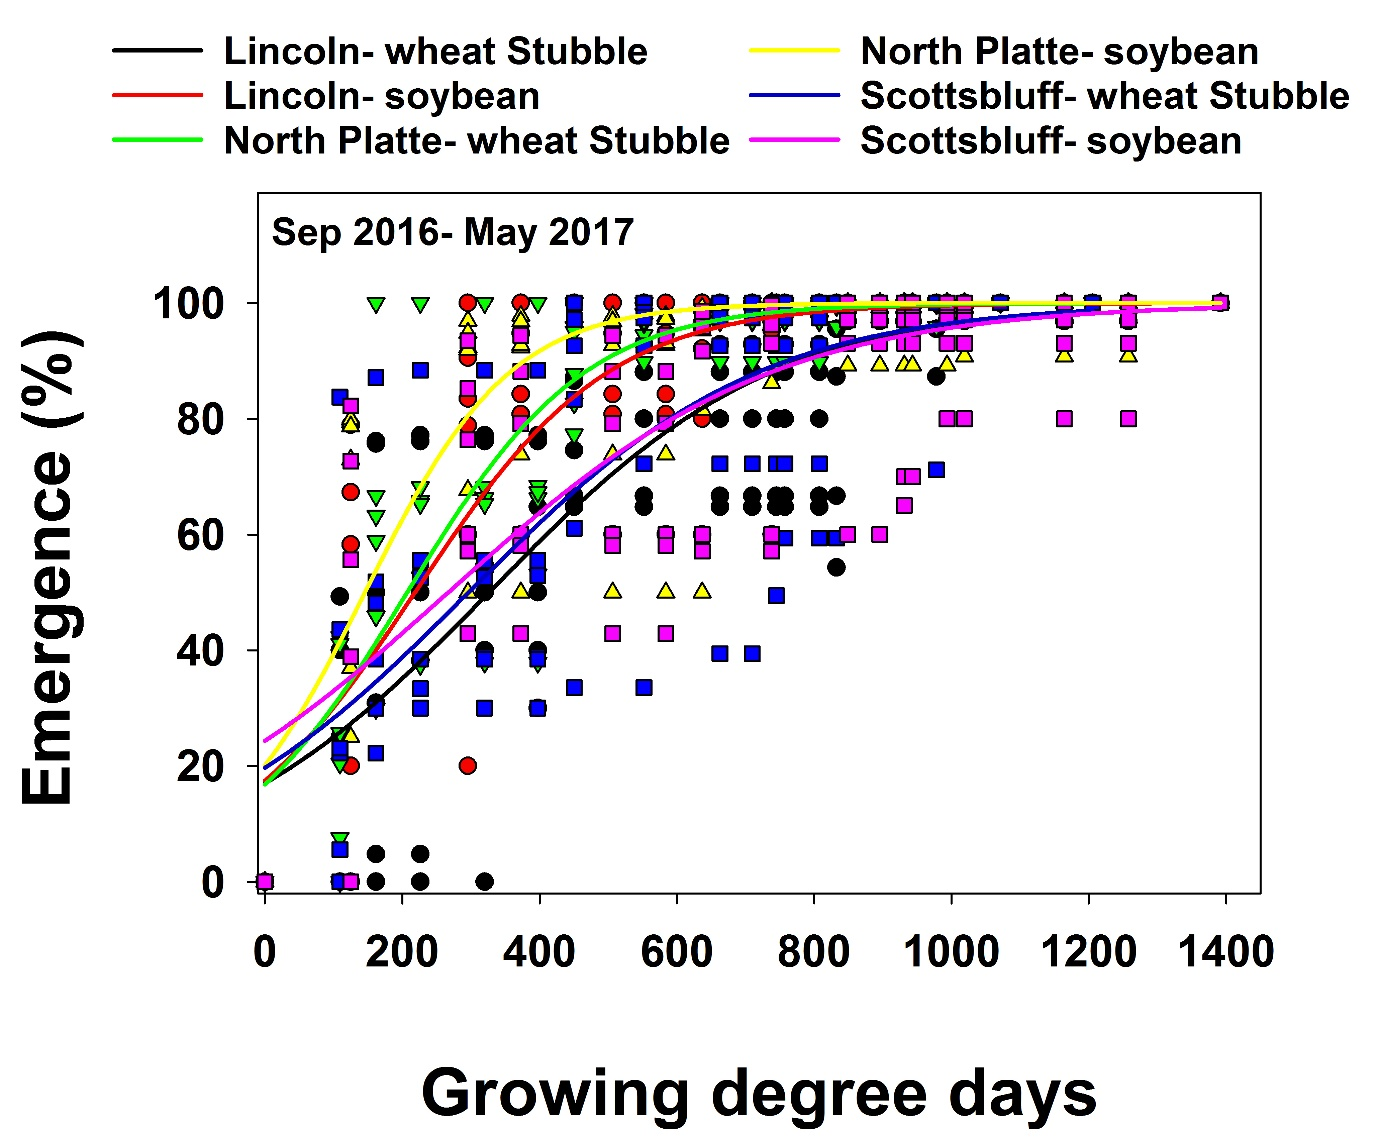 Lincoln- wheat Stubble
Lincoln- soybean
North Platte- wheat Stubble
North Platte- soybean
Scottsbluff- wheat Stubble
Scottsbluff- soybean
Sep 2016- May 2017
Emergence (%)
100
80
60
40
20
0
0 200 400 600 800 1000 1200 1400
Growing degree days